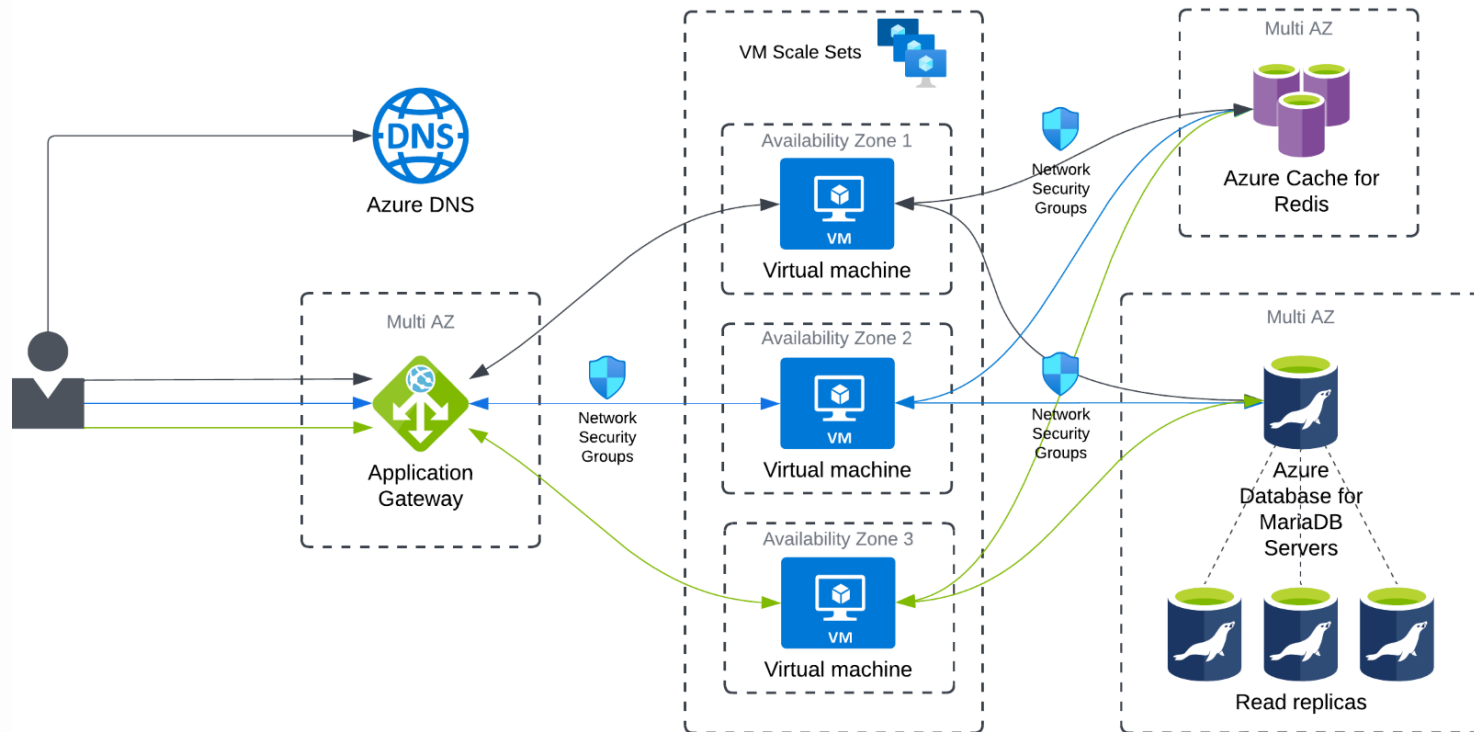 VM Scale Sets
Multi AZ
DNS
Azure DNS
Availability Zone 1
VM
Virtual machine
Network
Security
Groups
Azure Cache for
Redis
Multi AZ
Application
Gateway
Network
Security
Groups
Availability Zone 2
VM
Virtual machine
Network
Security
Groups
Multi AZ
Azure
Database for
MariaDB
Servers
Availability Zone 3
VM
Virtual machine
Read replicas